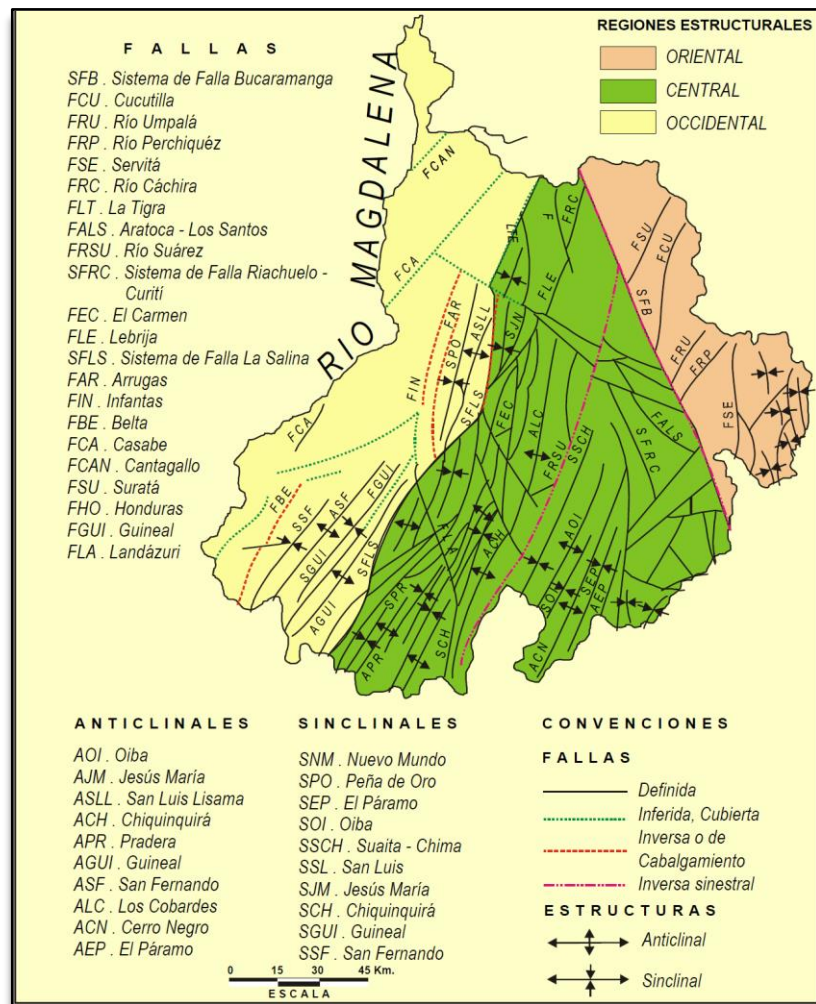 F A L L A S
SFB . Sistema de Falla Bucaramanga
FCU . Cucutilla
FRU . Río Umpalá
FRP . Río Perchiquéz
FSE . Servitá
FRC . Río Cáchira
FLT . La Tigra
FALS . Aratoca - Los Santos
FRSU . Río Suárez
SFRC . Sistema de Falla Riachuelo -
Curití
FEC . El Carmen
FLE . Lebrija
SFLS . Sistema de Falla La Salina
FAR . Arrugas
FIN . Infantas
FBE . Belta
FCA . Casabe
FCAN . Cantagallo
FSU . Suratá
FHO . Honduras
FGUI . Guineal
FLA . Landázuri
REGIONES ESTRUCTURALES
ORIENTAL
CENTRAL
OCCIDENTAL
RIO MAGDALENA
FCAN
FCA
F
FRC
LFE
FLE
FSU
FCU
SFB
FRU
FRP
FSE
FAR
SPO
ASLL
SJN
FIN
SFLS
FEC
ALC
FRSU
SSCH
FALS
SFRC
FCA
FBE
SSF
ASF
FGUI
SGUI
SFLS
AGUI
FLA
ACH
SPR
APR
SCH
AOI
SOI
SEP
AEP
ACN
ANTICLINALES
AOI . Oiba
AJM . Jesús María
ASLL . San Luis Lisama
ACH . Chiquinquirá
APR . Pradera
AGUI . Guineal
ASF . San Fernando
ALC . Los Cobardes
ACN . Cerro Negro
AEP . El Páramo
SINCLINALES
SNM . Nuevo Mundo
SPO . Peña de Oro
SEP . El Páramo
SOI . Oiba
SSCH . Suaita - Chima
SSL . San Luis
SJM . Jesús María
SCH . Chiquinquirá
SGUI . Guineal
SSF . San Fernando
CONVENCIONES
FALLAS
Definida
Inferida, Cubierta
Inversa o de
Cabalgamiento
Inversa sinestral
ESTRUCTURAS
Anticlinal
Sinclinal
0 15 30 45 Km.
ESCALA